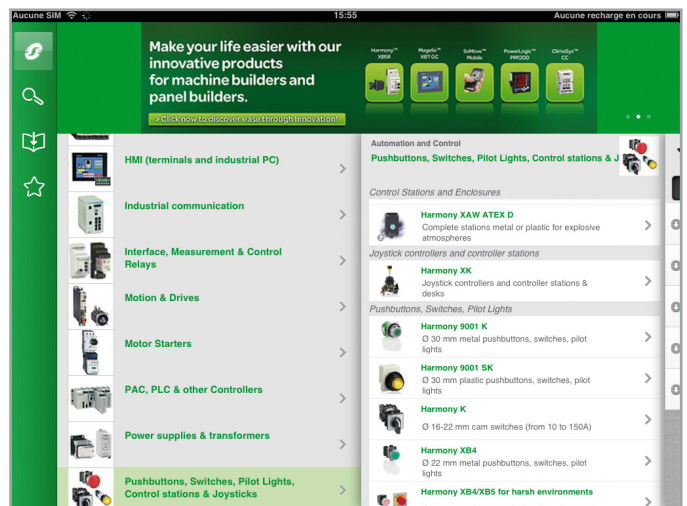 Aucune SIM
15:55
Aucune recharge en cours
Make your life easier with our
innovative products
for machine builders and
panel builders.
> Click now to discover ease through Innovation!
Harmony™
XB5R
Magelis™
XBT GC
SoMove™
Mobile
PowerLogic™
PM1200
ClimaSys™
CC
HMI (terminals and industrial PC)
Industrial communication
Interface, Measurement & Control
Relays
Motion & Drives
Motor Starters
PAC, PLC & other Controllers
Power supplies & transformers
Pushbuttons, Switches, Pilot Lights,
Control stations & Joysticks
Automation and Control
Pushbuttons, Switches, Pilot Lights, Control stations & J
Control Stations and Enclosures
Harmony XAW ATEX D
Complete stations metal or plastic for explosive
atmospheres
Joystick controllers and controller stations
Harmony XK
Joystick controllers and controller stations &
desks
Pushbuttons, Switches, Pilot Lights
Harmony 9001 K
Ø 30 mm metal pushbuttons, switches, pilot
lights
Harmony 9001 SK
Ø 30 mm plastic pushbuttons, switches, pilot
lights
Harmony K
Ø 16-22 mm cam switches (from 10 to 150A)
Harmony XB4
Ø 22 mm metal pushbuttons, switches, pilot
lights
Harmony XB4/XB5 for harsh environments